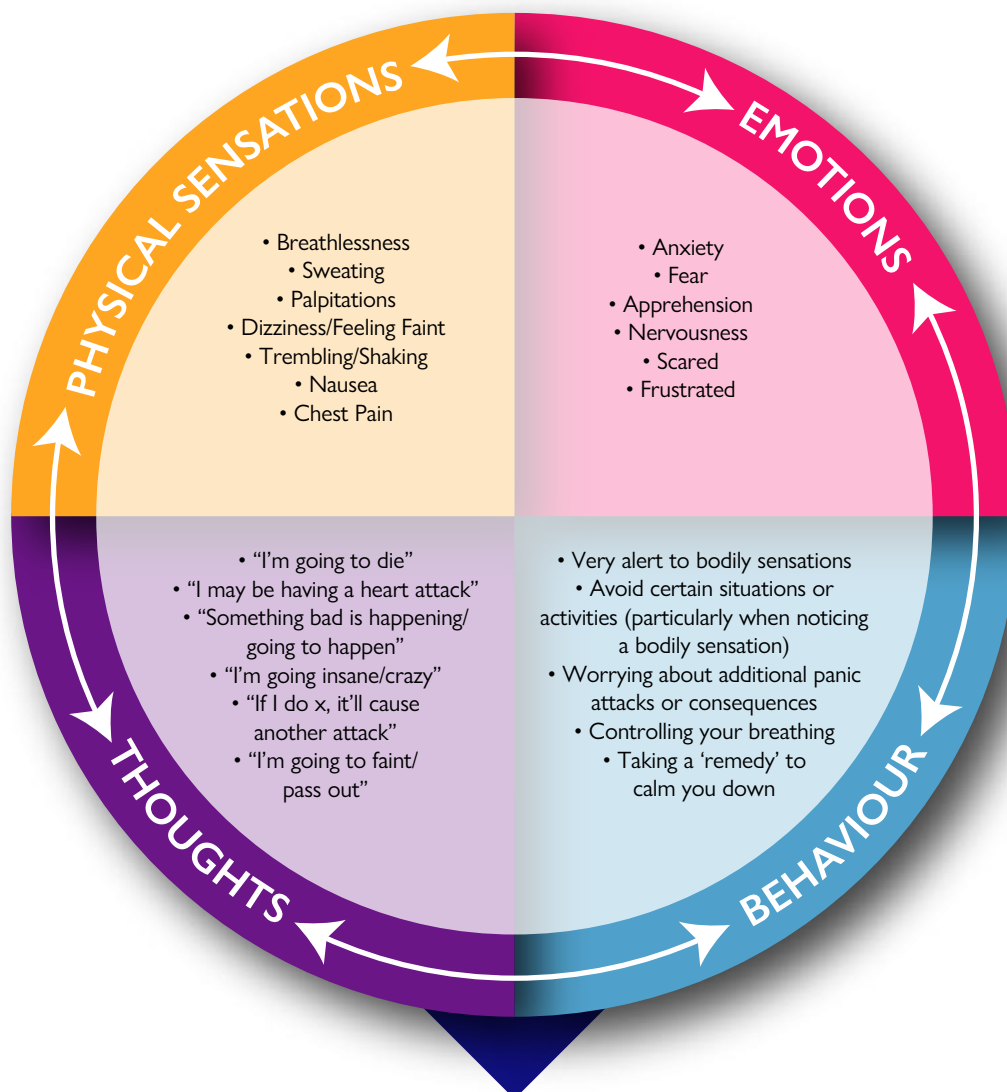 PHYSICAL SENSATIONS
• Breathlessness
• Sweating
• Palpitations
• Dizziness/Feeling Faint
• Trembling/Shaking
• Nausea
• Chest Pain
EMOTIONS
• Anxiety
• Fear
• Apprehension
• Nervousness
• Scared
• Frustrated
• “I’m going to die”
• “I may be having a heart attack”
• “Something bad is happening/
going to happen”
• “I’m going insane/crazy”
• “If I do x, it’ll cause
another attack”
• “I’m going to faint/
pass out”
THOUGHTS
• Very alert to bodily sensations
• Avoid certain situations or
activities (particularly when noticing
a bodily sensation)
• Worrying about additional panic
attacks or consequences
• Controlling your breathing
• Taking a ‘remedy’ to
calm you down
BEHAVIOUR